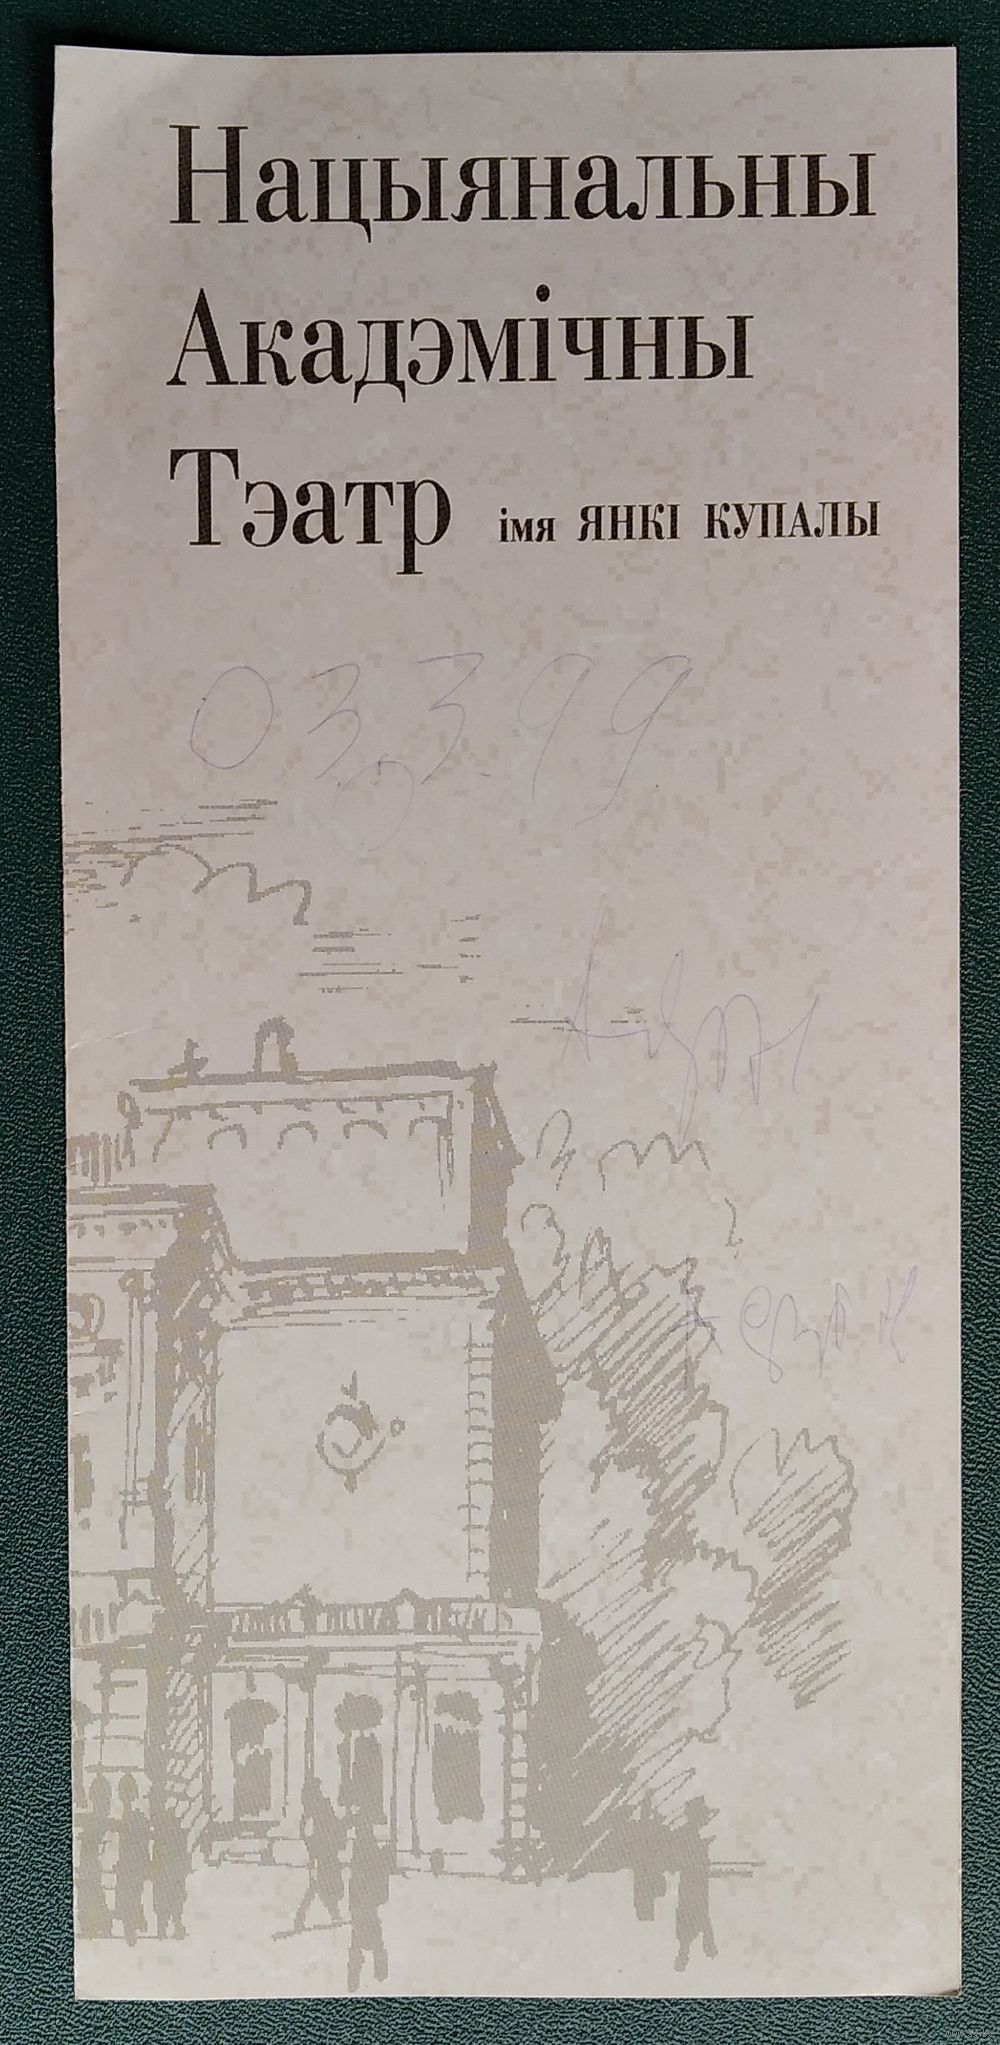 Нацыянальны
Акадэмічны
Тэатр імя ЯНКІ КУПАЛЫ
03.3.99